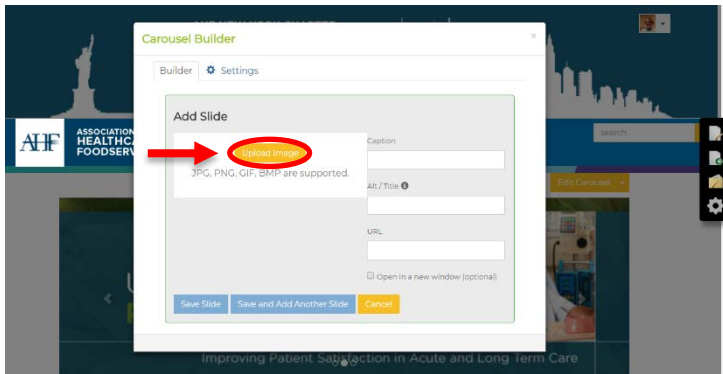 Carousel Builder
×
Builder
Settings
Add Slide
Upload Image
JPG, PNG, GIF, BMP are supported.
Caption
Alt / Title
URL
Open in a new window (optional)
Save Slide
Save and Add Another Slide
Cancel
AHF
ASSOCIATION
HEALTHCA
FOODSERV
search
Edit Carousel
Improving Patient Satisfaction in Acute and Long Term Care